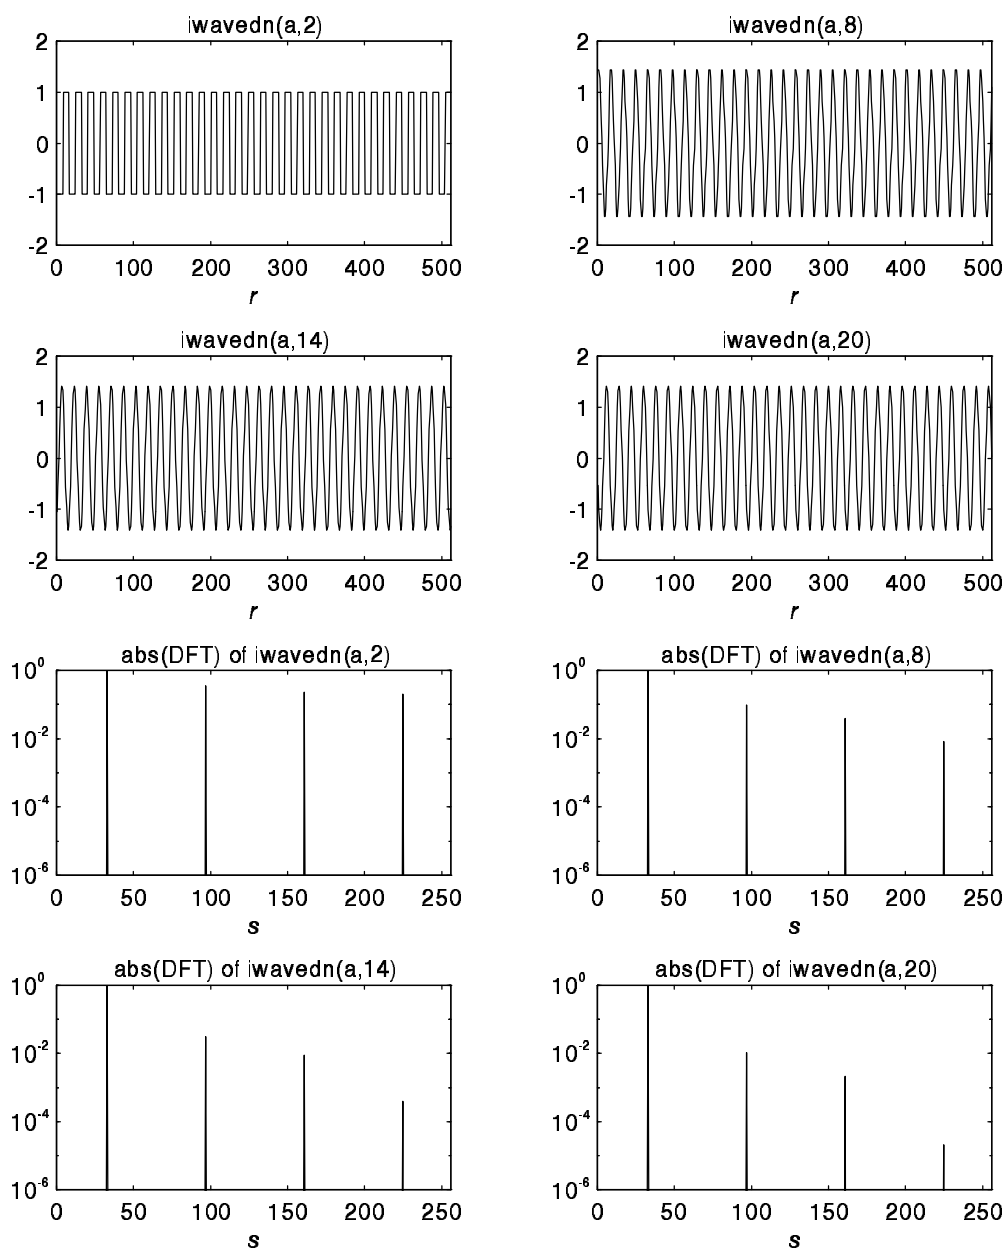 iwavedn(a,2)
2
1
0
-1
-2
0 100 200 300 400 500
r
iwavedn(a,8)
2
1
0
-1
-2
0 100 200 300 400 500
r
iwavedn(a,14)
2
1
0
-1
-2
0 100 200 300 400 500
r
iwavedn(a,20)
2
1
0
-1
-2
0 100 200 300 400 500
r
abs(DFT) of iwavedn(a,2)
10^0
10^-2
10^-4
10^-6
0 50 100 150 200 250
s
abs(DFT) of iwavedn(a,8)
10^0
10^-2
10^-4
10^-6
0 50 100 150 200 250
s
abs(DFT) of iwavedn(a,14)
10^0
10^-2
10^-4
10^-6
0 50 100 150 200 250
s
abs(DFT) of iwavedn(a,20)
10^0
10^-2
10^-4
10^-6
0 50 100 150 200 250
s